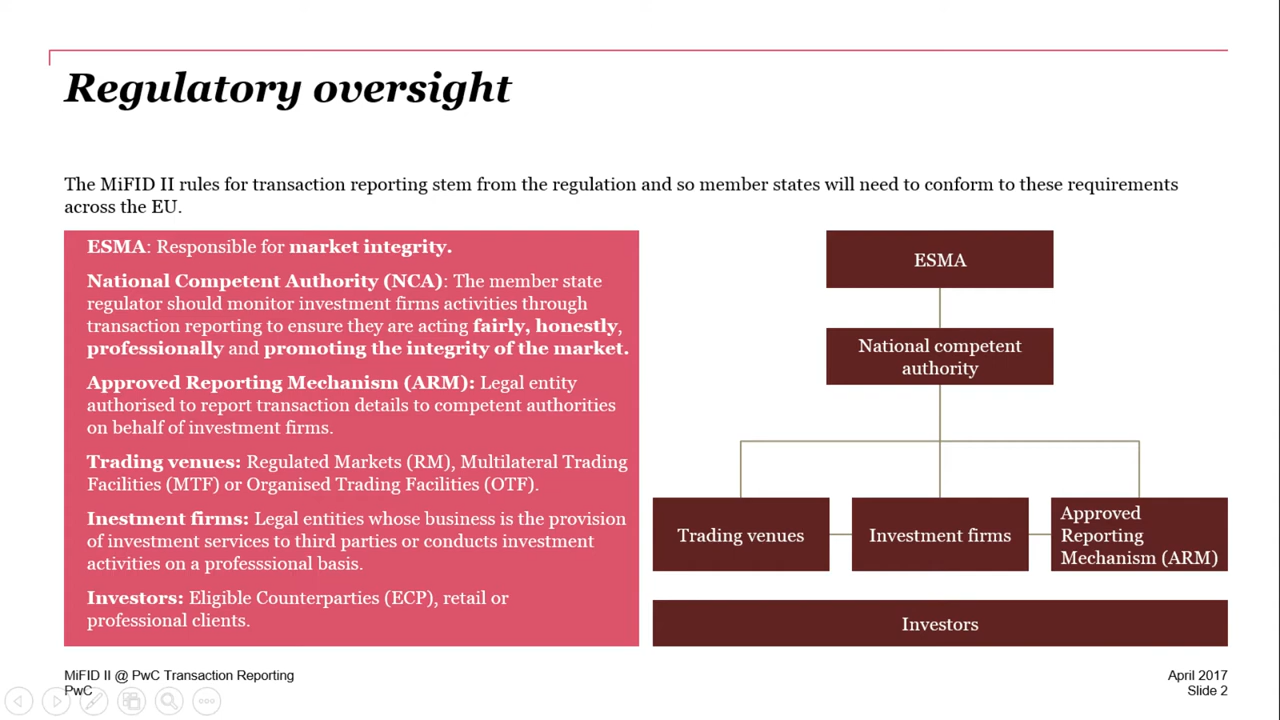 Regulatory oversight
The MiFID II rules for transaction reporting stem from the regulation and so member states will need to conform to these requirements
across the EU.
ESMA: Responsible for market integrity.
National Competent Authority (NCA): The member state
regulator should monitor investment firms activities through
transaction reporting to ensure they are acting fairly, honestly,
professionally and promoting the integrity of the market.
Approved Reporting Mechanism (ARM): Legal entity
authorised to report transaction details to competent authorities
on behalf of investment firms.
Trading venues: Regulated Markets (RM), Multilateral Trading
Facilities (MTF) or Organised Trading Facilities (OTF).
Inestment firms: Legal entities whose business is the provision
of investment services to third parties or conducts investment
activities on a professsional basis.
Investors: Eligible Counterparties (ECP), retail or
professional clients.
ESMA
National competent
authority
Trading venues
Investment firms
Approved
Reporting
Mechanism (ARM)
Investors
MiFID II @ PwC Transaction Reporting
PwC
April 2017
Slide 2